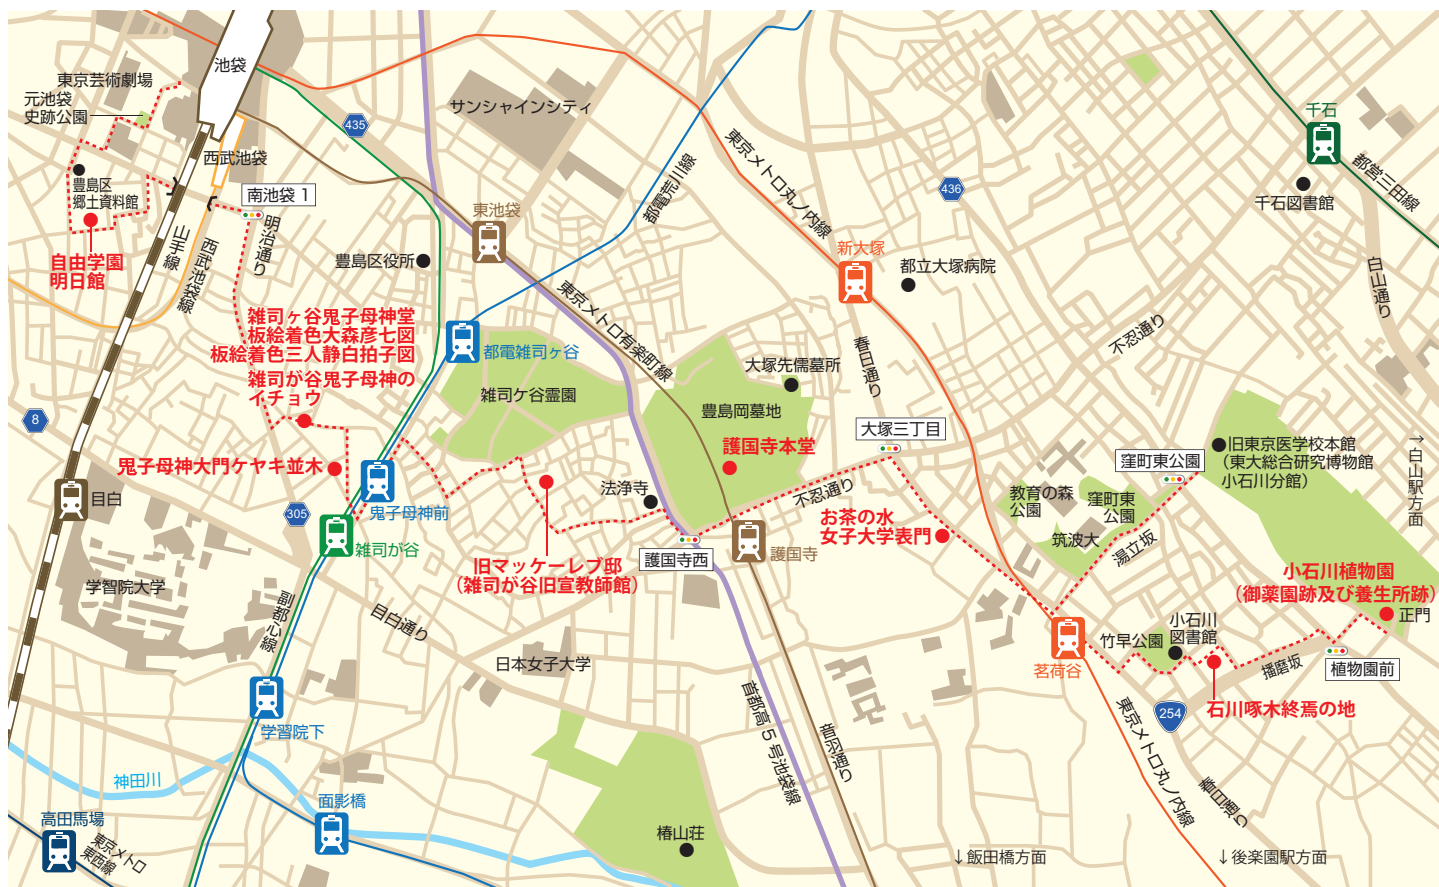 池袋
東京芸術劇場
元池袋
史跡公園
435
サンシャインシティ
東京メトロ丸ノ内線
都電荒川線
436
千石
都営三田線
千石図書館
西武池袋
豊島区
郷土資料館
南池袋 1
明治通り
東池袋
自由学園
明日館
山手線
西武池袋線
豊島区役所
新大塚
都立大塚病院
白山通り
東京メトロ有楽町線
不忍通り
雑司ヶ谷鬼子母神堂
板絵着色大森彦七図
板絵着色三人静白拍子図
雑司が谷鬼子母神の
イチョウ
都電雑司ヶ谷
春日通り
大塚先儒墓所
雑司ケ谷霊園
豊島岡墓地
8
護国寺本堂
大塚三丁目
旧東京医学校本館
（東大総合研究博物館
小石川分館）
→白山駅方面
窪町東公園
鬼子母神大門ケヤキ並木
目白
法浄寺
不忍通り
教育の森
公園
窪町東
公園
305
鬼子母神前
お茶の水
女子大学表門
筑波大
湯立坂
雑司が谷
護国寺西
護国寺
旧マッケーレブ邸
（雑司が谷旧宣教師館）
学習院大学
小石川植物園
（御薬園跡及び養生所跡）
正門
副都心線
目白通り
小石川
図書館
竹早公園
日本女子大学
茗荷谷
播磨坂
植物園前
首都高 5 号池袋線
音羽通り
東京メトロ丸ノ内線
254
石川啄木終焉の地
学習院下
神田川
面影橋
高田馬場
東京メトロ
東西線
椿山荘
春日通り
↓飯田橋方面
↓後楽園駅方面